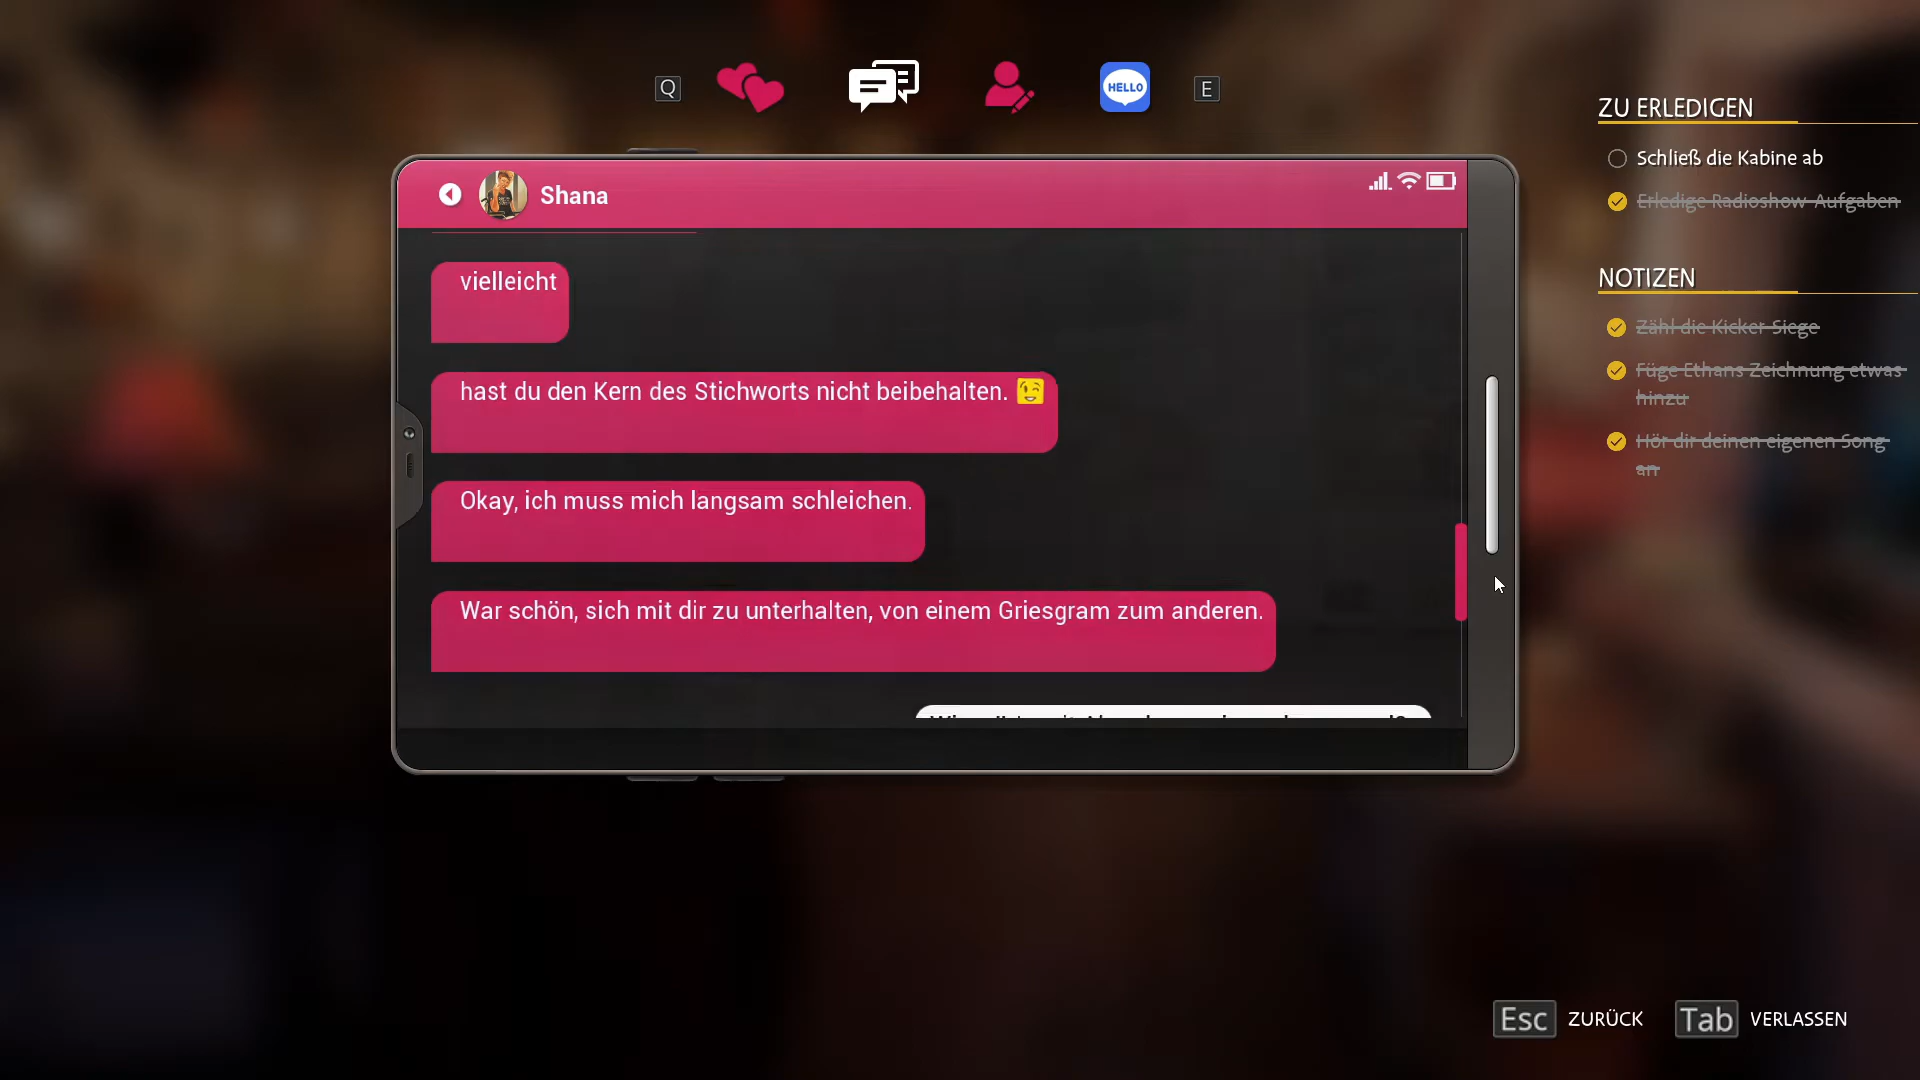 Q
HELLO
E
ZU ERLEDIGEN
Schließ die Kabine ab
Erledige Radioshow-Aufgaben
NOTIZEN
Zähl die Kicker-Siege
Füge Ethans Zeichnung etwas
hinzu
Hör dir deinen eigenen Song
an
Shana
vielleicht
hast du den Kern des Stichworts nicht beibehalten.
Okay, ich muss mich langsam schleichen.
War schön, sich mit dir zu unterhalten, von einem Griesgram zum anderen.
Esc ZURÜCK Tab VERLASSEN